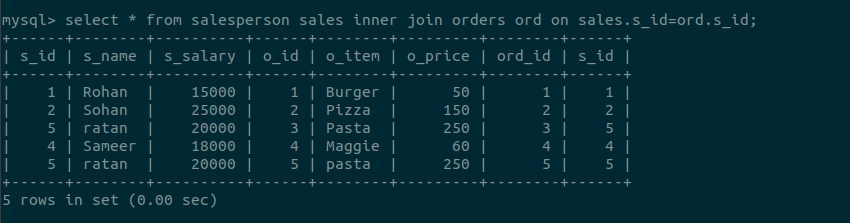 mysql> select * from salesperson sales inner join orders ord on sales.s_id=ord.s_id;
+------+--------+----------+------+--------+---------+--------+------+
| s_id | s_name | s_salary | o_id | o_item | o_price | ord_id | s_id |
+------+--------+----------+------+--------+---------+--------+------+
|    1 | Rohan  |    15000 |    1 | Burger |      50 |      1 |    1 |
|    2 | Sohan  |    25000 |    2 | Pizza  |     150 |      2 |    2 |
|    5 | ratan  |    20000 |    3 | Pasta  |     250 |      3 |    5 |
|    4 | Sameer |    18000 |    4 | Maggie |      60 |      4 |    4 |
|    5 | ratan  |    20000 |    5 | pasta  |     250 |      5 |    5 |
+------+--------+----------+------+--------+---------+--------+------+
5 rows in set (0.00 sec)